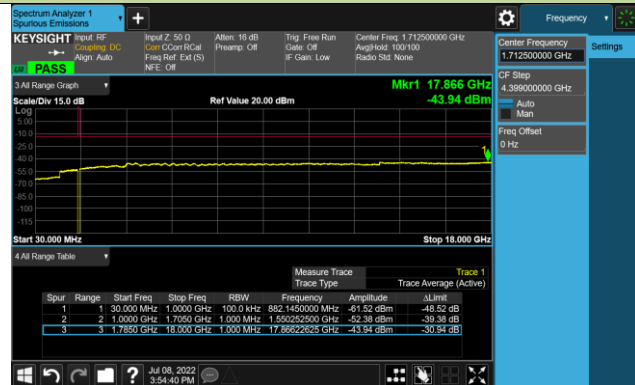 Spectrum Analyzer 1
Spurious Emissions
Frequency
KEYSIGHT Input: RF Input Z: 50 Ω Atten: 16 dB Trig: Free Run Center Freq: 1.712500000 GHz
Coupling: DC Corr CCorr RCal Preamp: Off Gate: Off Avg|Hold: 100/100
Align: Auto Freq Ref: Ext (S) IF Gain: Low Radio Std: None
PASS NFE: Off
Center Frequency
1.712500000 GHz
Settings
CF Step
4.399000000 GHz
Auto
Man
Freq Offset
0 Hz
3 All Range Graph
Mkr1 17.866 GHz
Scale/Div 15.0 dB Ref Value 20.00 dBm -43.94 dBm
Log
5.00
-10.0
-25.0
-40.0
-55.0
-70.0
-85.0
-100
-115
1
Start 30.000 MHz Stop 18.000 GHz
4 All Range Table
Measure Trace Trace 1
Trace Type Trace Average (Active)
Spur Range Start Freq Stop Freq RBW Frequency Amplitude ΔLimit
1 1 30.000 MHz 1.0000 GHz 100.0 kHz 882.1450000 MHz -61.52 dBm -48.52 dB
2 2 1.0000 GHz 1.7050 GHz 1.000 MHz 1.550252500 GHz -52.38 dBm -39.38 dB
3 3 1.7850 GHz 18.000 GHz 1.000 MHz 17.86622625 GHz -43.94 dBm -30.94 dB
Jul 08, 2022
3:54:40 PM